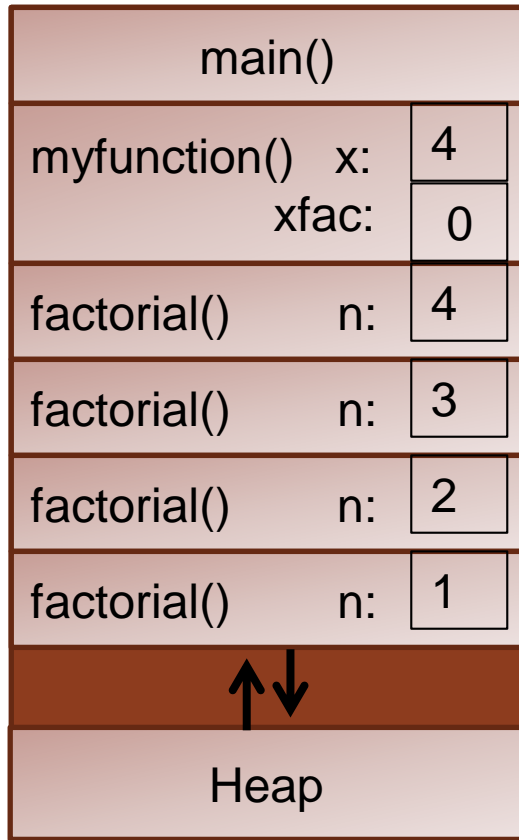 main()
myfunction() x: 4
xfac: 0
factorial() n: 4
factorial() n: 3
factorial() n: 2
factorial() n: 1
Heap